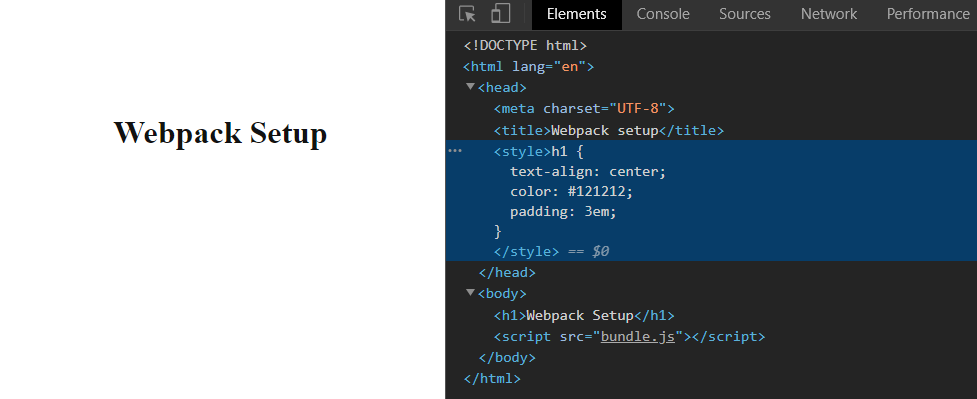 Webpack Setup
Elements Console Sources Network Performance
<!DOCTYPE html>
<html lang="en">
<head>
<meta charset="UTF-8">
<title>Webpack setup</title>
… <style>h1 {
text-align: center;
color: #121212;
padding: 3em;
}
</style> == $0
</head>
<body>
<h1>Webpack Setup</h1>
<script src="bundle.js"></script>
</body>
</html>